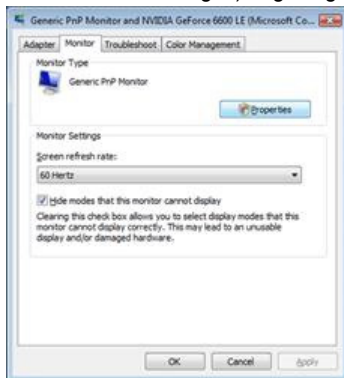 Generic PnP Monitor and NVIDIA GeForce 6600 LE (Microsoft Co...
Adapter Monitor Troubleshoot Color Management
Monitor Type
Generic PnP Monitor
Properties
Monitor Settings
Screen refresh rate:
60 Hertz
Hide modes that this monitor cannot display
Clearing this check box allows you to select display modes that this
monitor cannot display correctly. This may lead to an unusable
display and/or damaged hardware.
OK Cancel Apply